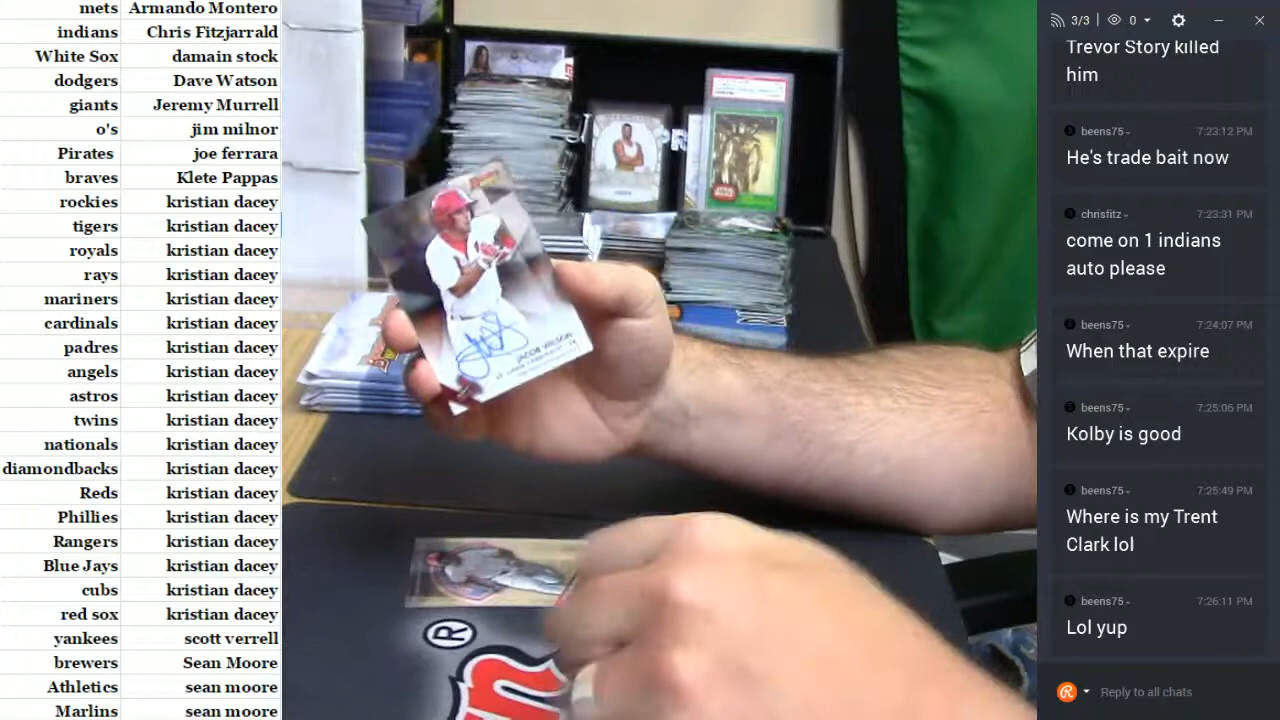 mets Armando Montero
indians Chris Fitzjarrald
White Sox damain stock
dodgers Dave Watson
giants Jeremy Murrell
o's jim milnor
Pirates joe ferrara
braves Klete Pappas
rockies kristian dacey
tigers kristian dacey
royals kristian dacey
rays kristian dacey
mariners kristian dacey
cardinals kristian dacey
padres kristian dacey
angels kristian dacey
astros kristian dacey
twins kristian dacey
nationals kristian dacey
diamondbacks kristian dacey
Reds kristian dacey
Phillies kristian dacey
Rangers kristian dacey
Blue Jays kristian dacey
cubs kristian dacey
red sox kristian dacey
yankees scott verrell
brewers Sean Moore
Athletics sean moore
Marlins sean moore
JACOB WILSON
®
3/3 0
Trevor Story killed
him
beens75 - 7:23:12 PM
He's trade bait now
chrisfitz - 7:23:31 PM
come on 1 indians
auto please
beens75 - 7:24:07 PM
When that expire
beens75 - 7:25:06 PM
Kolby is good
beens75 - 7:25:49 PM
Where is my Trent
Clark lol
beens75 - 7:26:11 PM
Lol yup
Reply to all chats